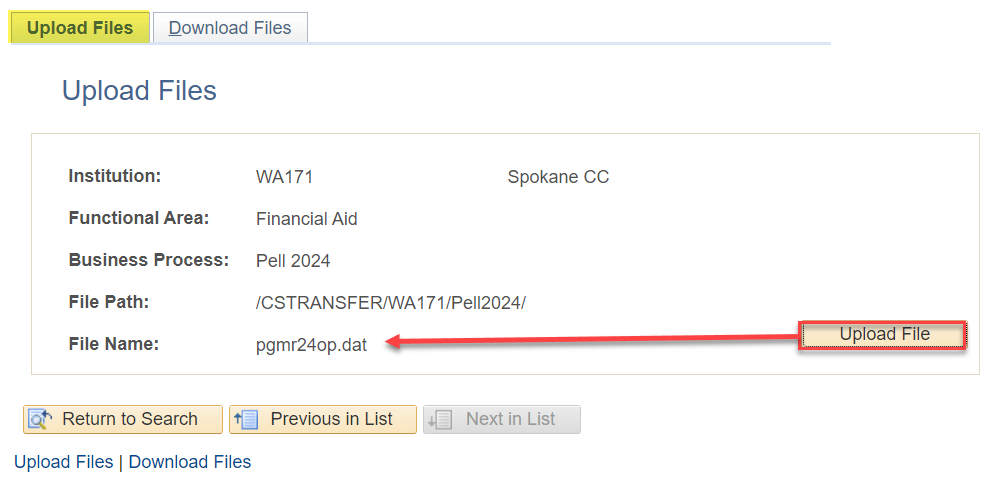 Upload Files Download Files
Upload Files
Institution: WA171 Spokane CC
Functional Area: Financial Aid
Business Process: Pell 2024
File Path: /CSTRANSFER/WA171/Pell2024/
File Name: pgmr24op.dat Upload File
Return to Search Previous in List Next in List
Upload Files | Download Files